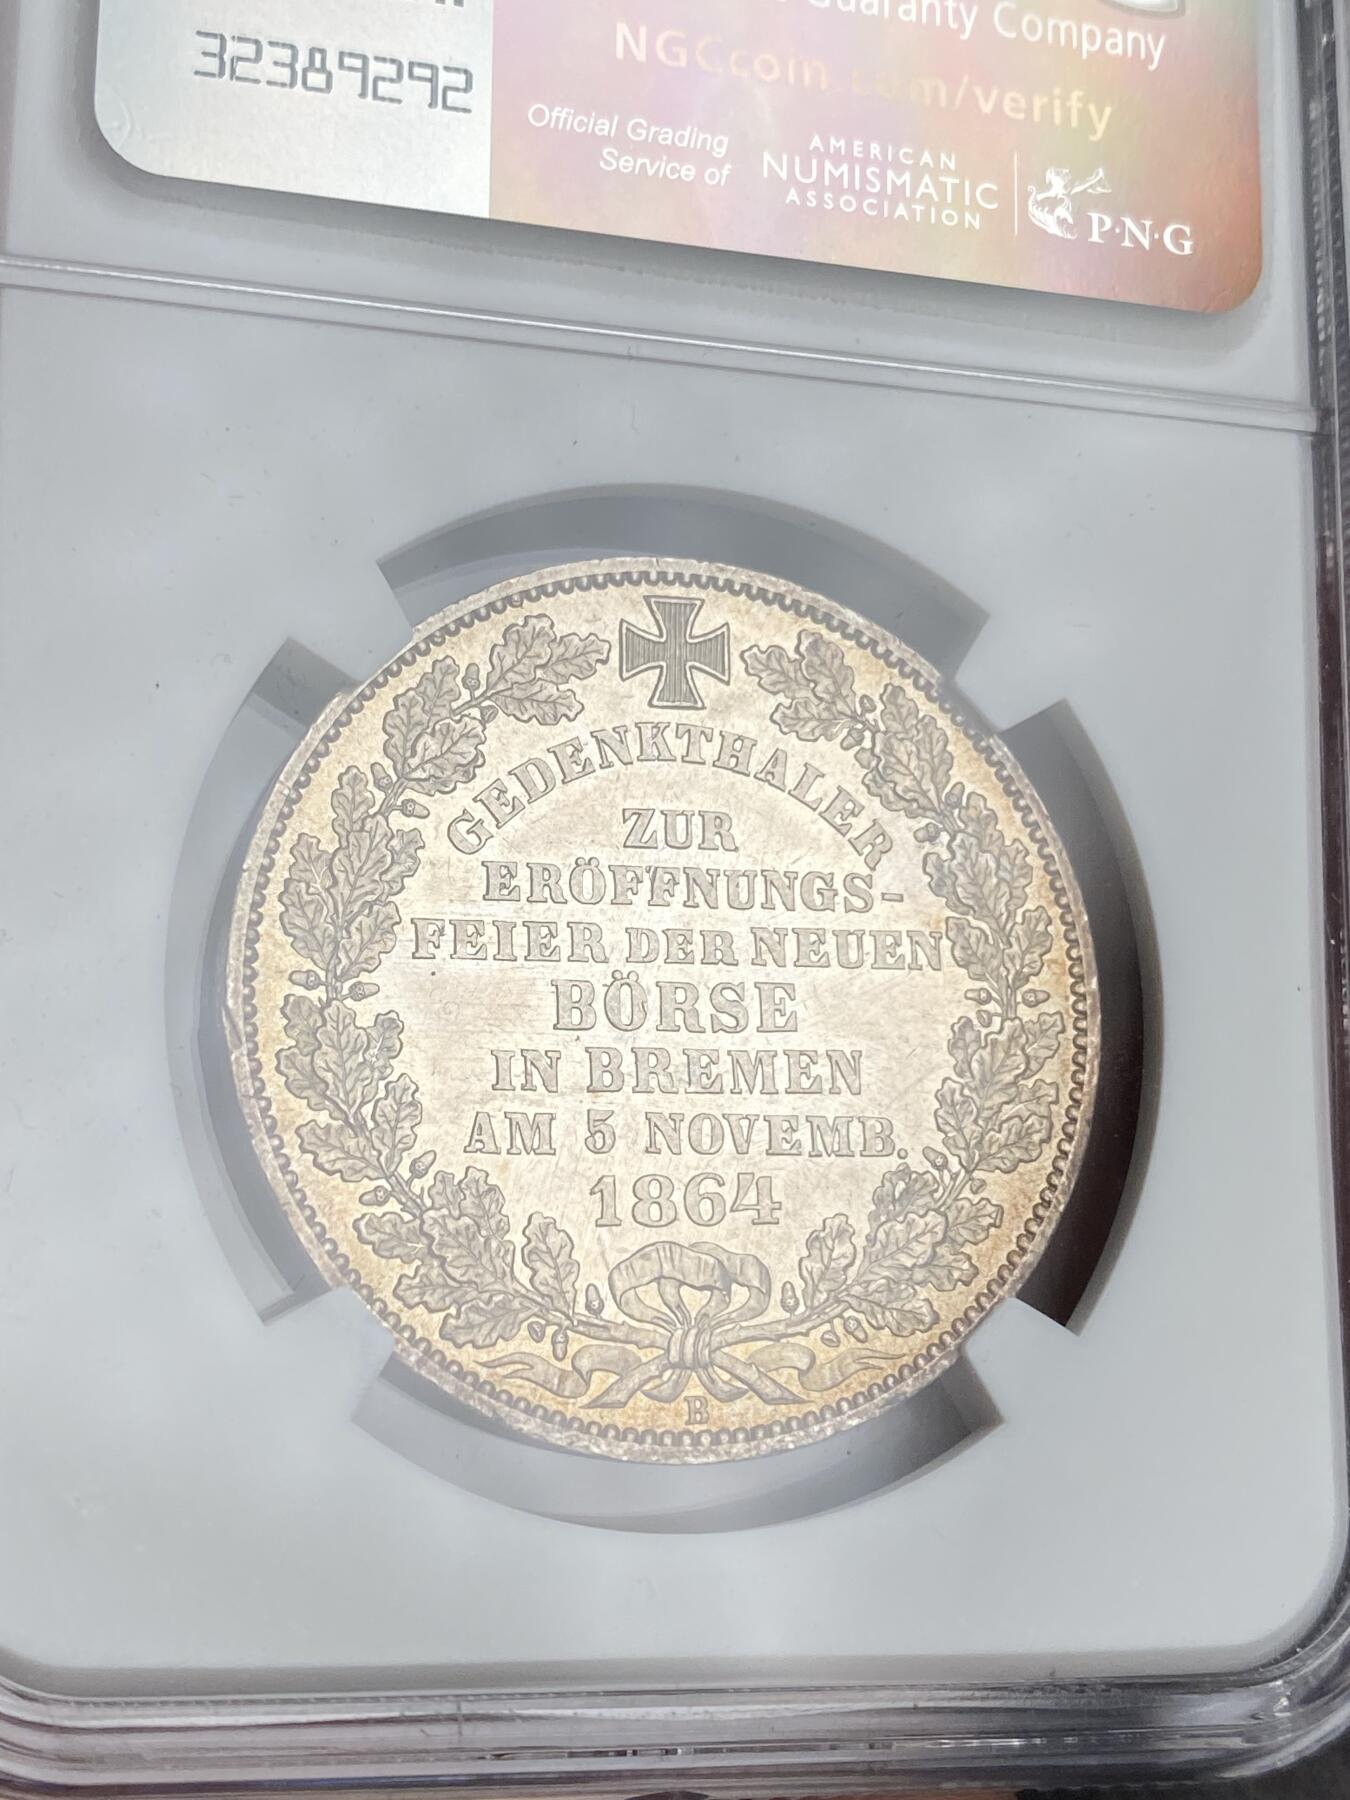 32389292
Guaranty Company
NGCcoin.com/verify
Official Grading
Service of
AMERICAN
NUMISMATIC
ASSOCIATION
P·N·G
GEDENKTHALER
ZUR
ERÖFFNUNGS-
FEIER DER NEUEN
BÖRSE
IN BREMEN
AM 5 NOVEMB.
1864
B